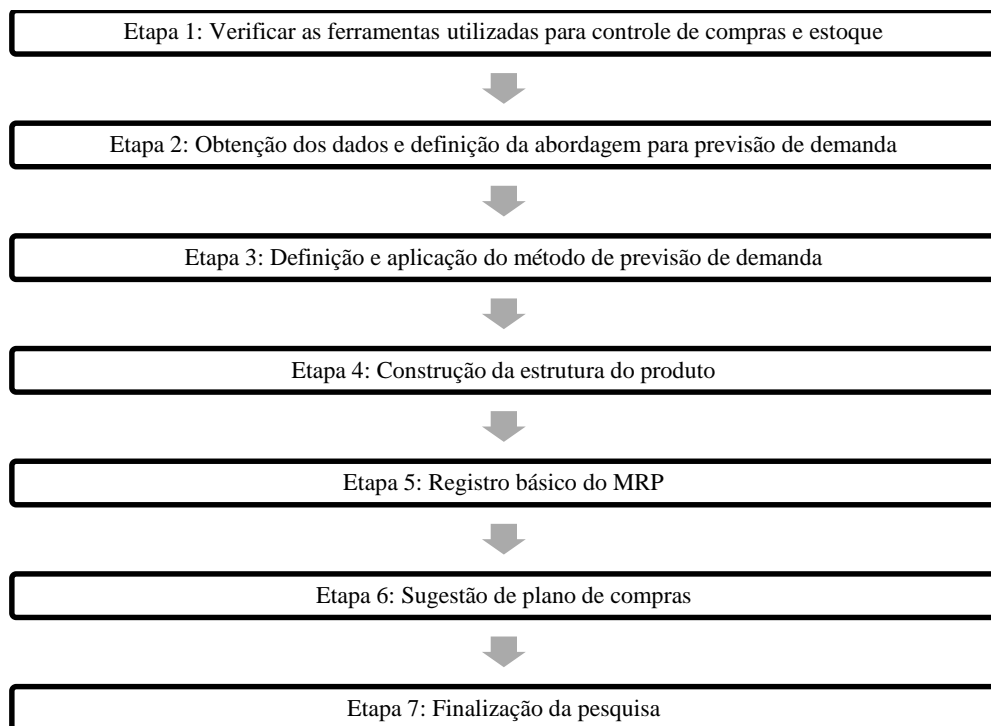 Etapa 1: Verificar as ferramentas utilizadas para controle de compras e estoque
Etapa 2: Obtenção dos dados e definição da abordagem para previsão de demanda
Etapa 3: Definição e aplicação do método de previsão de demanda
Etapa 4: Construção da estrutura do produto
Etapa 5: Registro básico do MRP
Etapa 6: Sugestão de plano de compras
Etapa 7: Finalização da pesquisa